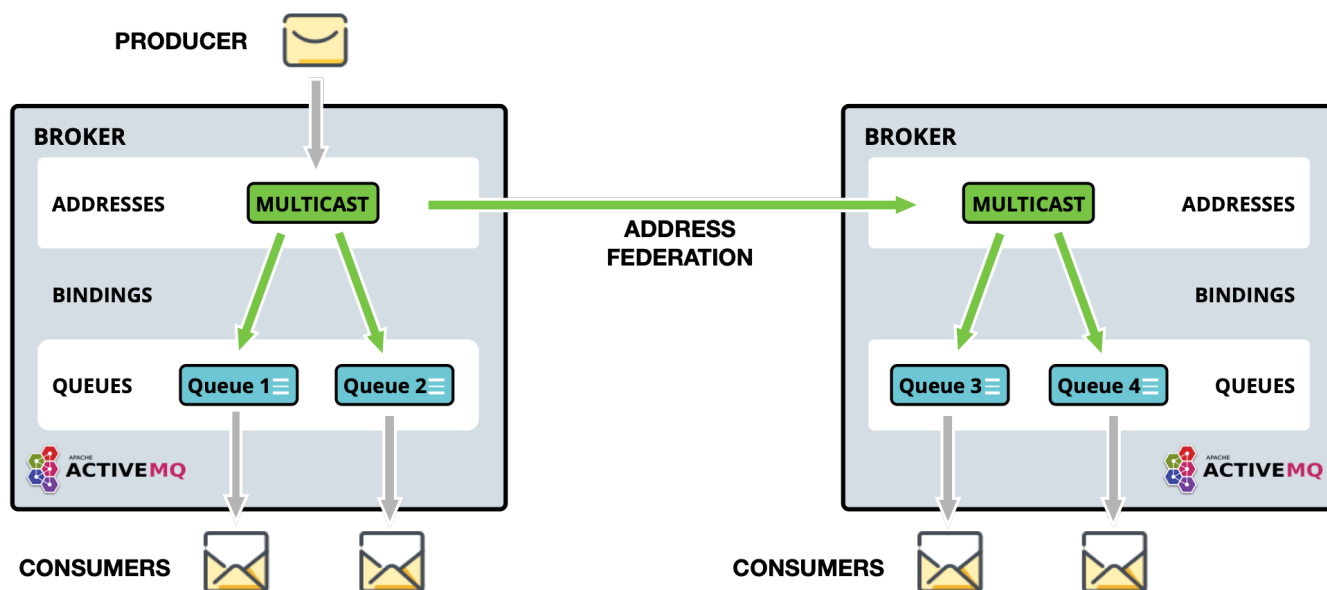 PRODUCER
BROKER
ADDRESSES
MULTICAST
BINDINGS
QUEUES
Queue 1
Queue 2
APACHE
ACTIVEMQ
CONSUMERS
ADDRESS
FEDERATION
BROKER
MULTICAST
ADDRESSES
BINDINGS
Queue 3
Queue 4
QUEUES
APACHE
ACTIVEMQ
CONSUMERS